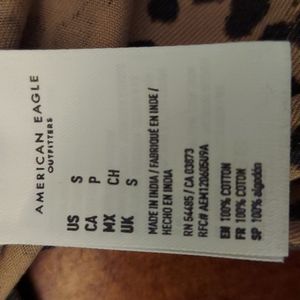 AMERICAN EAGLE
OUTFITTERS
US S
CA P
MX CH
UK S
MADE IN INDIA / FABRIQUÉ EN INDE /
HECHO EN INDIA
RN 54485 / CA 03873
RFC# AEM120605U9A
EN 100% COTTON
FR 100% COTON
SP 100% algodón